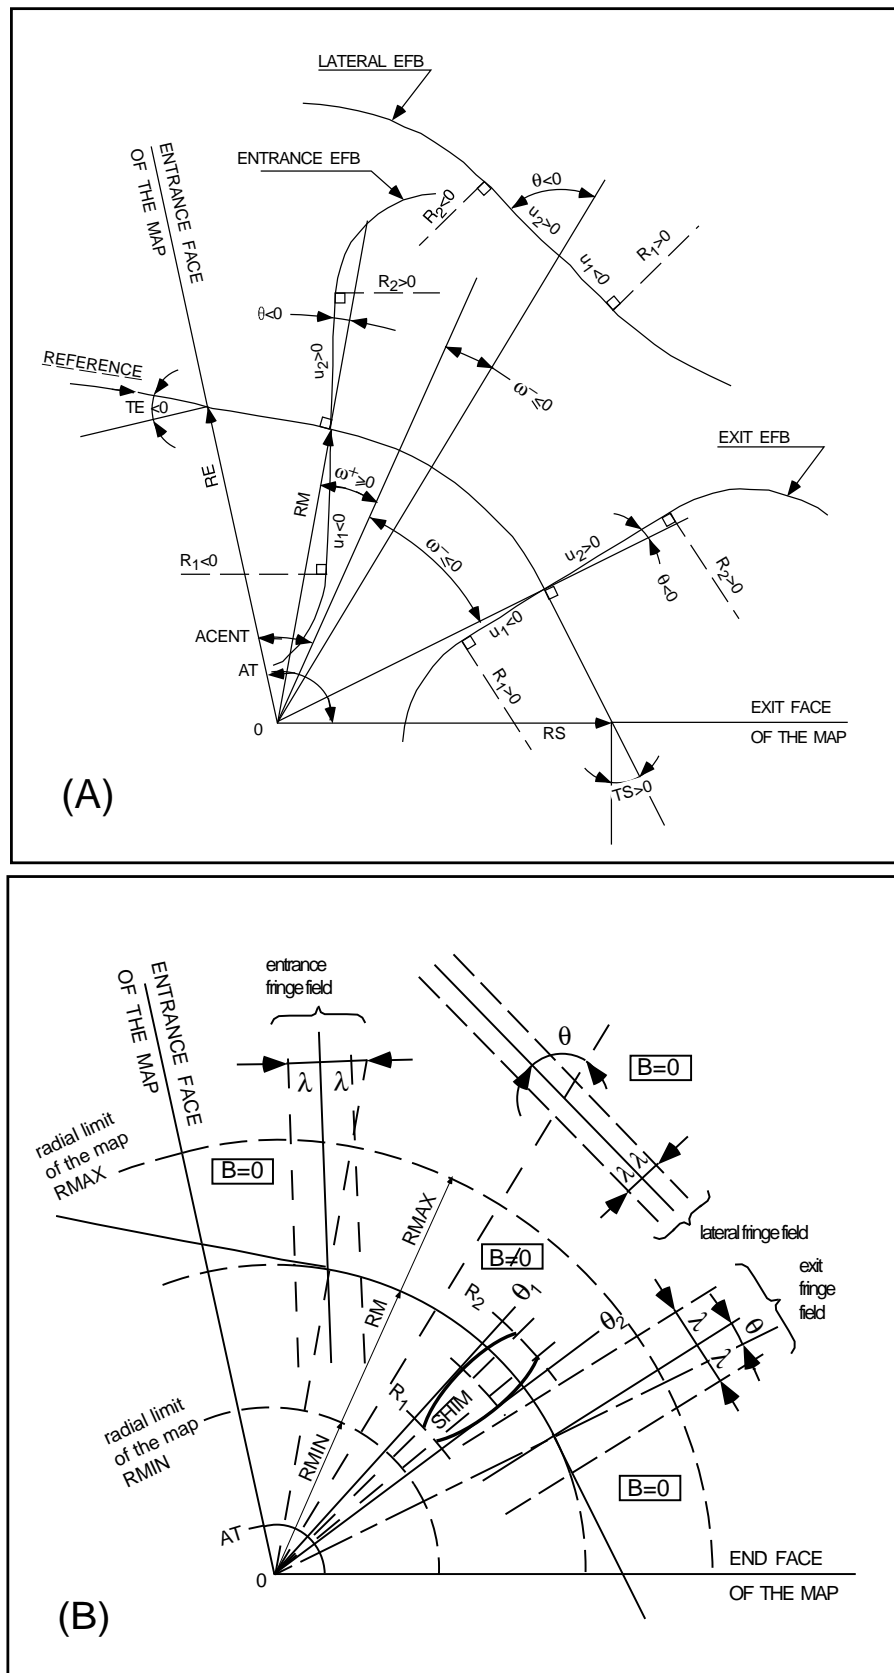 LATERAL EFB
ENTRANCE FACE
OF THE MAP
ENTRANCE EFB
θ<0
R2<0
u2>0
R1>0
u1<0
R2>0
θ<0
u2>0
REFERENCE
TE <0
ω−≤0
EXIT EFB
RE
RM
ω+≥0
u1<0
ω−≤0
u2>0
R2>0
θ<0
R1<0
u1<0
ACENT
AT
R1>0
0
RS
EXIT FACE
OF THE MAP
TS>0
(A)
ENTRANCE FACE
OF THE MAP
entrance
fringe field
θ
B=0
λ
λ
radial limit
of the map
RMAX
B=0
λ
λ
lateral fringe field
RMAX
B≠0
exit
fringe
field
RM
R2
θ1
θ2
λ
λ
θ
R1
SHIM
radial limit
of the map
RMIN
RMIN
B=0
AT
0
END FACE
OF THE MAP
(B)